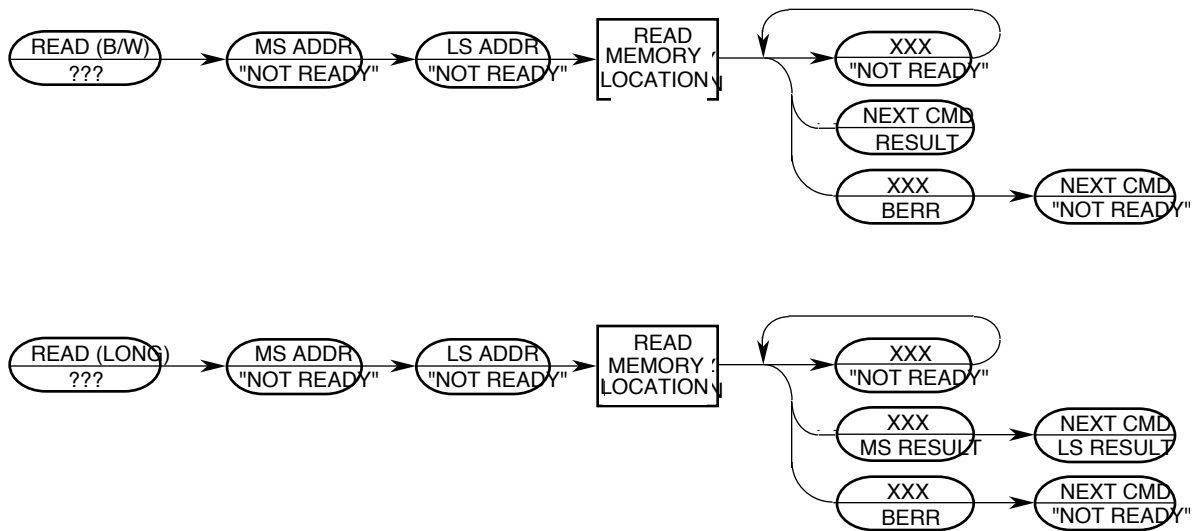 READ (B/W)
???
MS ADDR
"NOT READY"
LS ADDR
"NOT READY"
READ
MEMORY
LOCATION
XXX
"NOT READY"
NEXT CMD
RESULT
XXX
BERR
NEXT CMD
"NOT READY"
READ (LONG)
???
MS ADDR
"NOT READY"
LS ADDR
"NOT READY"
READ
MEMORY
LOCATION
XXX
"NOT READY"
XXX
MS RESULT
NEXT CMD
LS RESULT
XXX
BERR
NEXT CMD
"NOT READY"